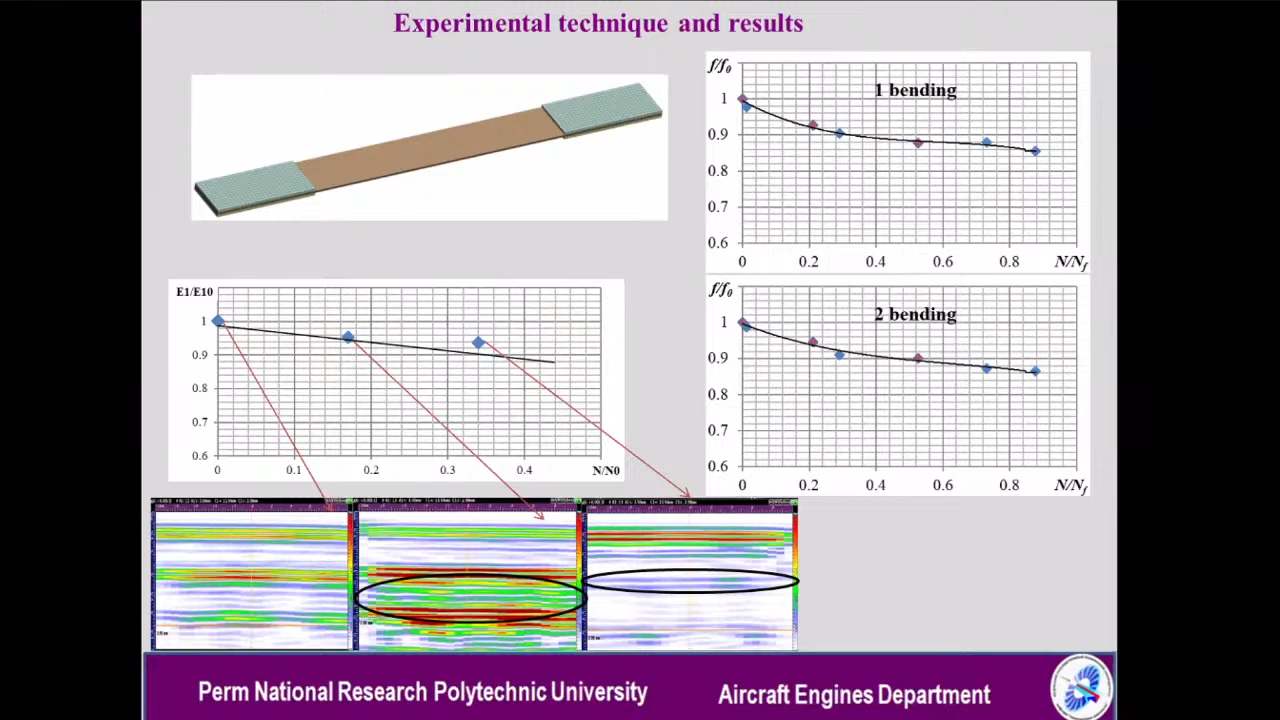 Experimental technique and results
f/f0
1 bending
1
0.9
0.8
0.7
0.6
0 0.2 0.4 0.6 0.8 N/Nf
E1/E10
1
0.9
0.8
0.7
0.6
0 0.1 0.2 0.3 0.4 N/N0
f/f0
2 bending
1
0.9
0.8
0.7
0.6
0 0.2 0.4 0.6 0.8 N/Nf
Perm National Research Polytechnic University
Aircraft Engines Department